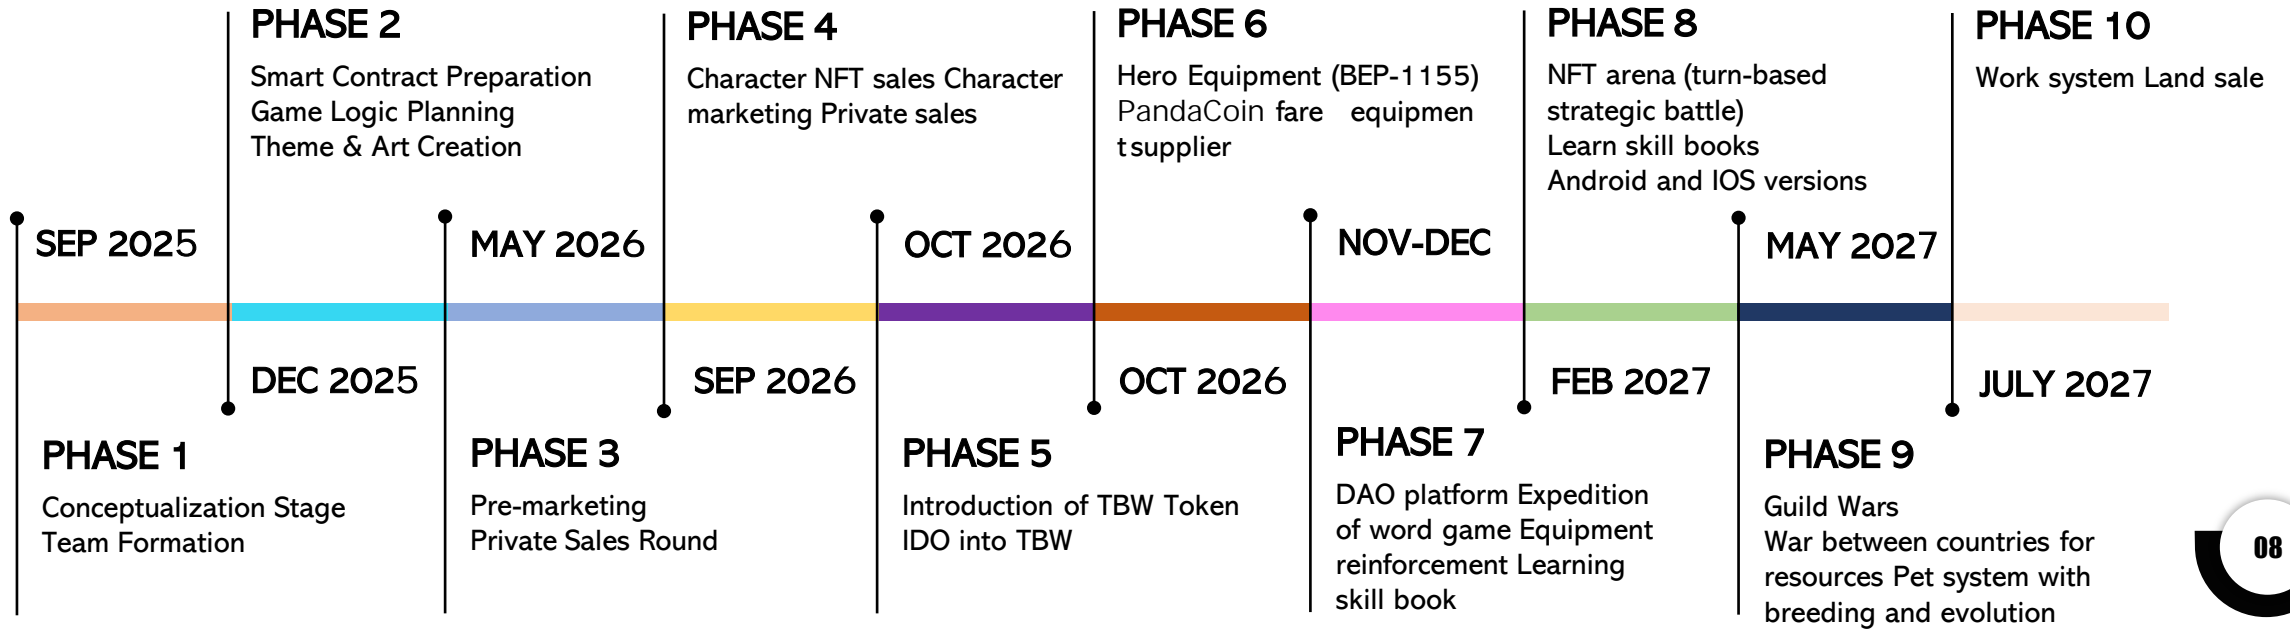 PHASE 2
Smart Contract Preparation
Game Logic Planning
Theme & Art Creation
PHASE 4
Character NFT sales Character
marketing Private sales
PHASE 6
Hero Equipment (BEP-1155)
PandaCoin fare equipmen
tsupplier
PHASE 8
NFT arena (turn-based
strategic battle)
Learn skill books
Android and IOS versions
PHASE 10
Work system Land sale
SEP 2025
MAY 2026
OCT 2026
NOV-DEC
MAY 2027
DEC 2025
SEP 2026
OCT 2026
FEB 2027
JULY 2027
PHASE 1
Conceptualization Stage
Team Formation
PHASE 3
Pre-marketing
Private Sales Round
PHASE 5
Introduction of TBW Token
IDO into TBW
PHASE 7
DAO platform Expedition
of word game Equipment
reinforcement Learning
skill book
PHASE 9
Guild Wars
War between countries for
resources Pet system with
breeding and evolution
08